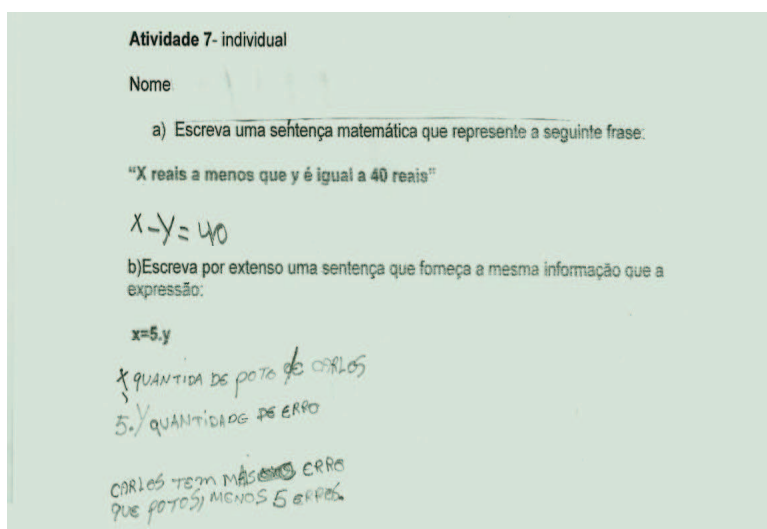 Atividade 7- individual
Nome
a) Escreva uma sentença matemática que represente a seguinte frase:
“X reais a menos que y é igual a 40 reais”
X-Y=40
b)Escreva por extenso uma sentença que forneça a mesma informação que a
expressão:
x=5.y
X QUANTIDA DE POTO DE CARLOS
5.Y QUANTIDADE DE ERRO
CARLOS TEM MAS ERRO
QUE POTOS, MENOS 5 ERROS.